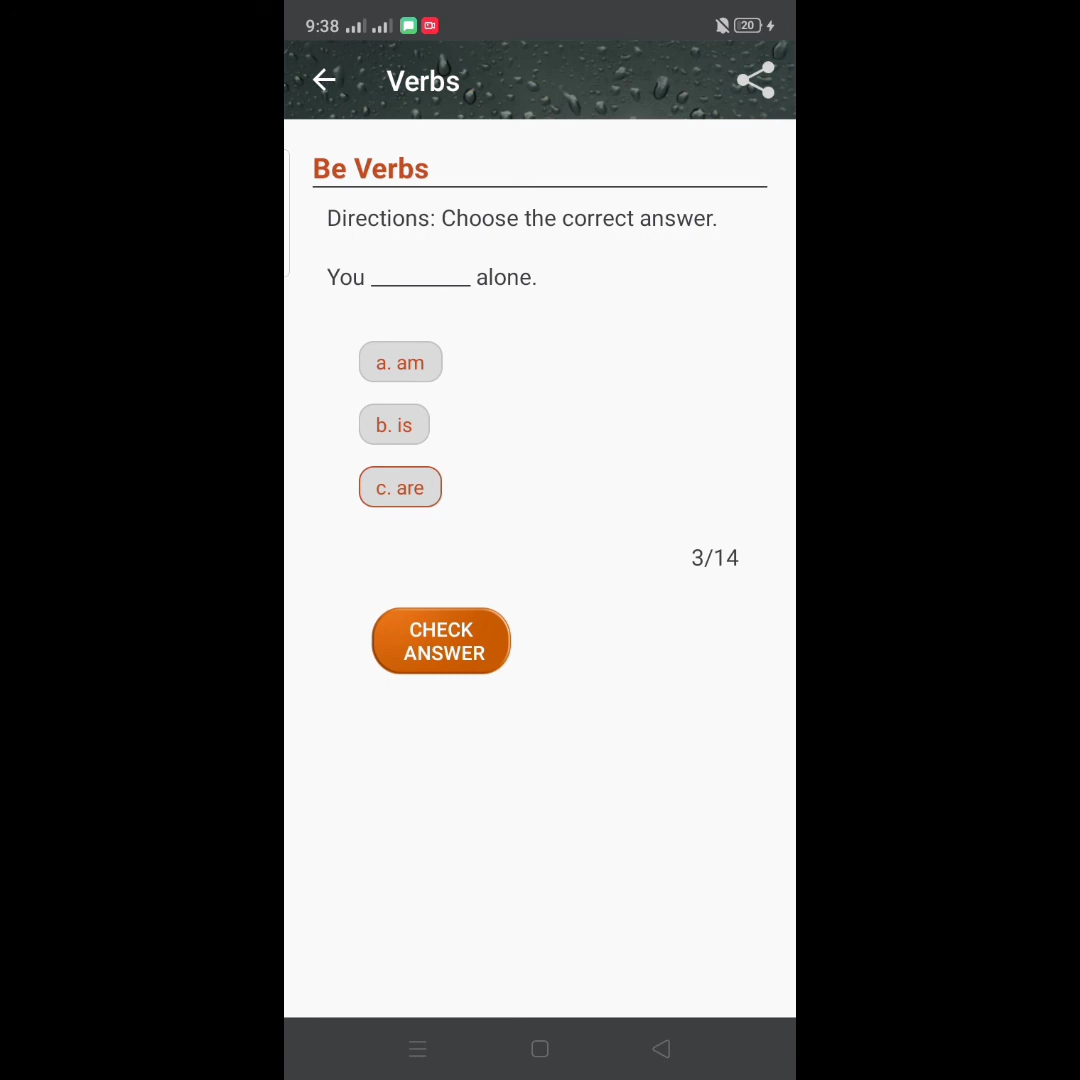 9:38
20
Verbs
Be Verbs
Directions: Choose the correct answer.
You _________ alone.
a. am
b. is
c. are
3/14
CHECK
ANSWER